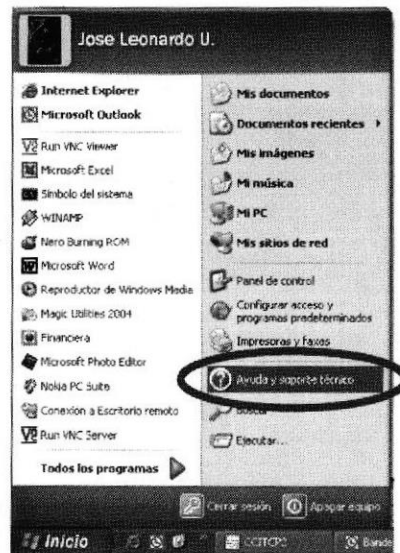 Jose Leonardo U.
Internet Explorer
Microsoft Outlook
Run VNC Viewer
Microsoft Excel
Símbolo del sistema
WINAMP
Nero Burning ROM
Microsoft Word
Reproductor de Windows Media
Magic Utilities 2004
Financiera
Microsoft Photo Editor
Nokia PC Suite
Conexión a Escritorio remoto
Run VNC Server
Todos los programas
Mis documentos
Documentos recientes
Mis imágenes
Mi música
Mi PC
Mis sitios de red
Panel de control
Configurar acceso y
programas predeterminados
Impresoras y faxes
Ayuda y soporte técnico
Buscar
Ejecutar...
Cerrar sesión
Apagar equipo
Inicio